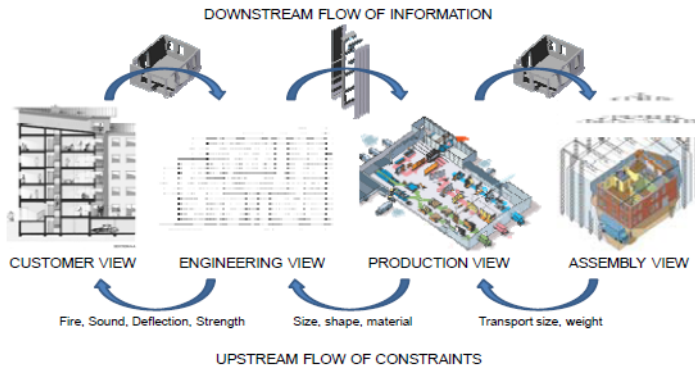 DOWNSTREAM FLOW OF INFORMATION
CUSTOMER VIEW
ENGINEERING VIEW
PRODUCTION VIEW
ASSEMBLY VIEW
Fire, Sound, Deflection, Strength
Size, shape, material
Transport size, weight
UPSTREAM FLOW OF CONSTRAINTS